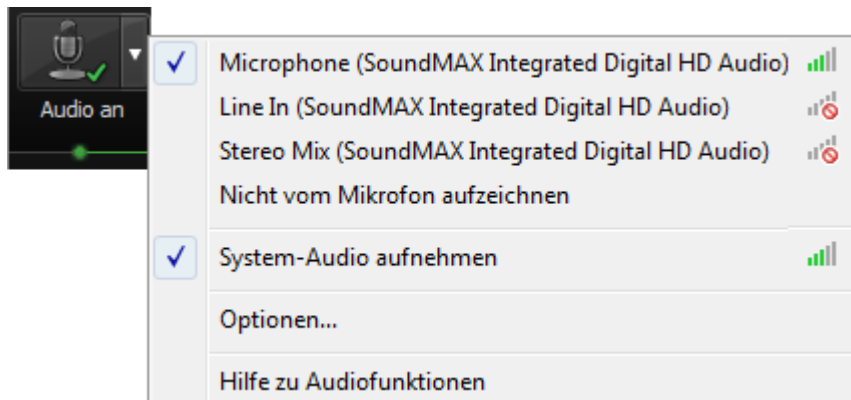 Audio an
Microphone (SoundMAX Integrated Digital HD Audio)
Line In (SoundMAX Integrated Digital HD Audio)
Stereo Mix (SoundMAX Integrated Digital HD Audio)
Nicht vom Mikrofon aufzeichnen
System-Audio aufnehmen
Optionen...
Hilfe zu Audiofunktionen